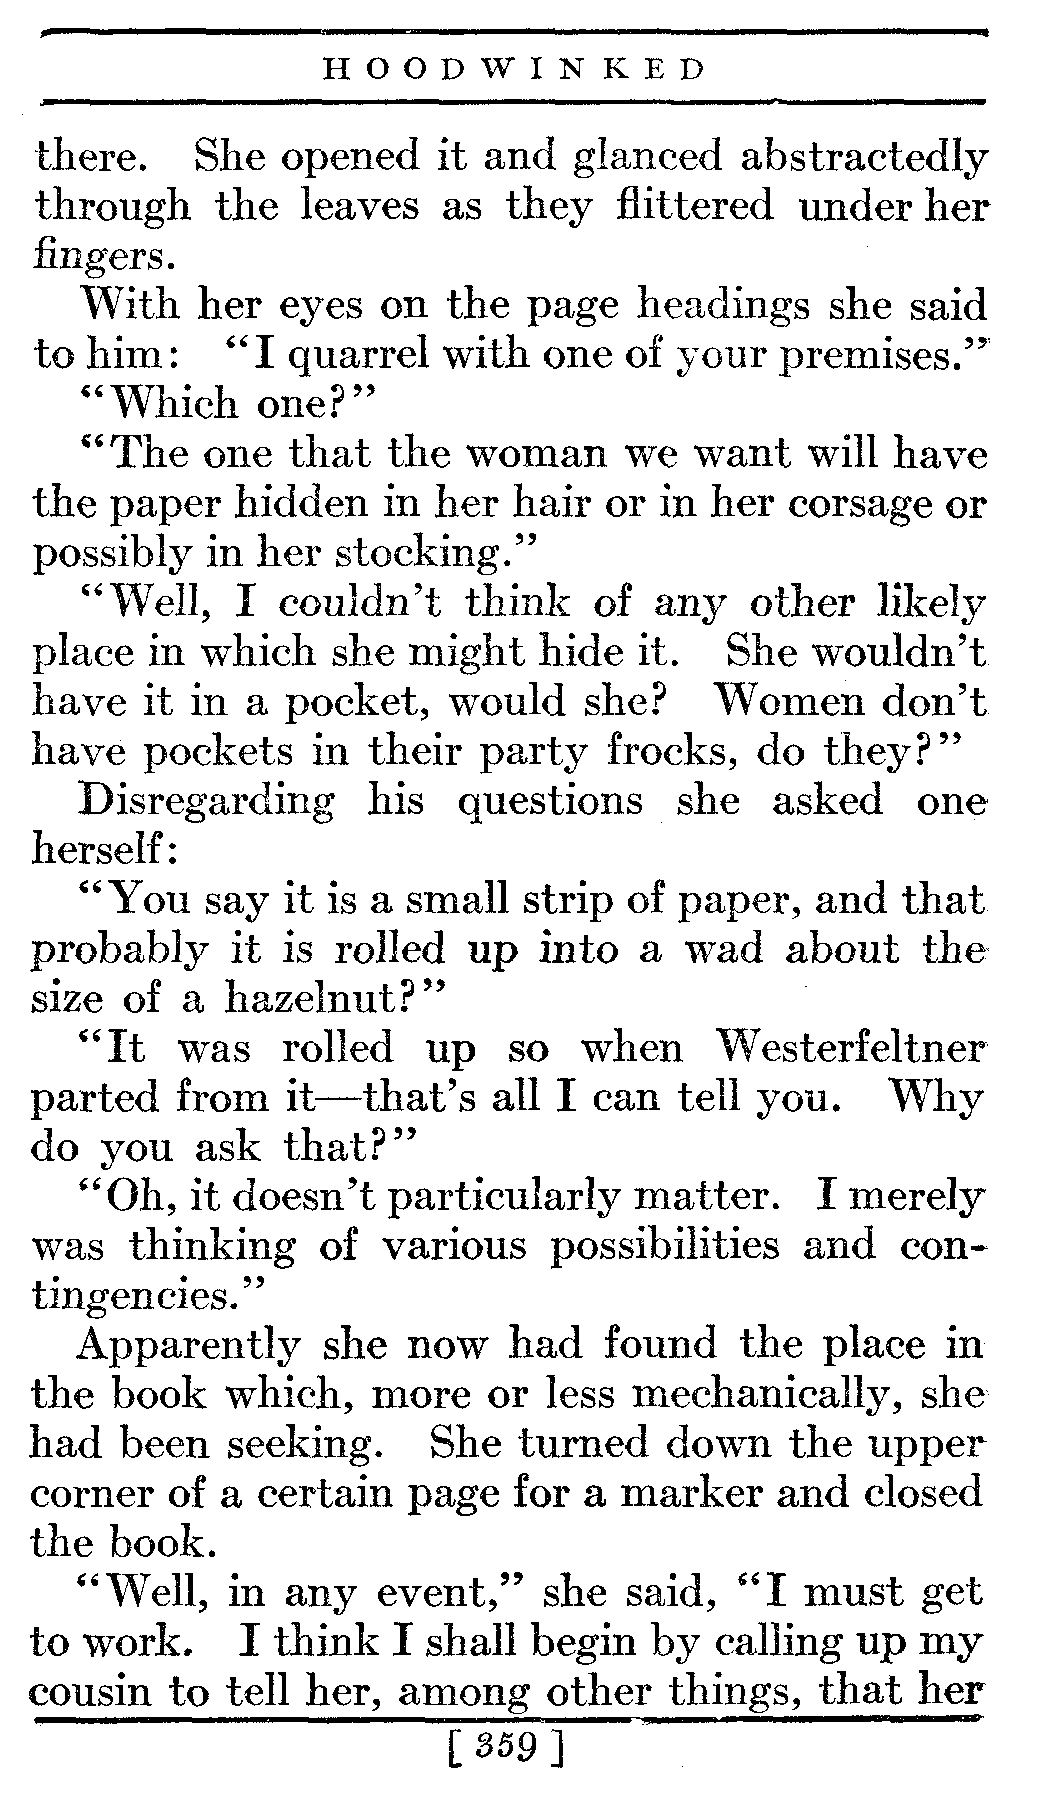 HOODWINKED
there. She opened it and glanced abstractedly
through the leaves as they flittered under her
fingers.
With her eyes on the page headings she said
to him: "I quarrel with one of your premises."
"Which one?"
"The one that the woman we want will have
the paper hidden in her hair or in her corsage or
possibly in her stocking."
"Well, I couldn't think of any other likely
place in which she might hide it. She wouldn't
have it in a pocket, would she? Women don't
have pockets in their party frocks, do they?"
Disregarding his questions she asked one
herself:
"You say it is a small strip of paper, and that
probably it is rolled up into a wad about the
size of a hazelnut?"
"It was rolled up so when Westerfeltner
parted from it—that's all I can tell you. Why
do you ask that?"
"Oh, it doesn't particularly matter. I merely
was thinking of various possibilities and con-
tingencies."
Apparently she now had found the place in
the book which, more or less mechanically, she
had been seeking. She turned down the upper
corner of a certain page for a marker and closed
the book.
"Well, in any event," she said, "I must get
to work. I think I shall begin by calling up my
cousin to tell her, among other things, that her
[ 359 ]